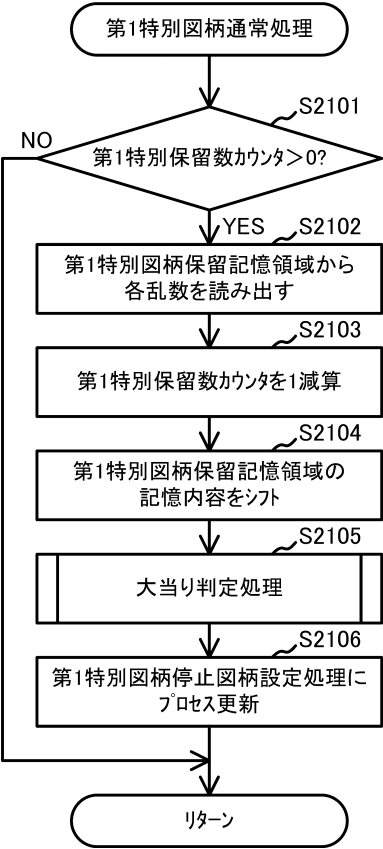 第1特別図柄通常処理
S2101
NO
第1特別保留数ｶｳﾝﾀ＞0?
YES
S2102
第1特別図柄保留記憶領域から
各乱数を読み出す
S2103
第1特別保留数ｶｳﾝﾀを1減算
S2104
第1特別図柄保留記憶領域の
記憶内容をｼﾌﾄ
S2105
大当り判定処理
S2106
第1特別図柄停止図柄設定処理に
ﾌﾟﾛｾｽ更新
ﾘﾀｰﾝ